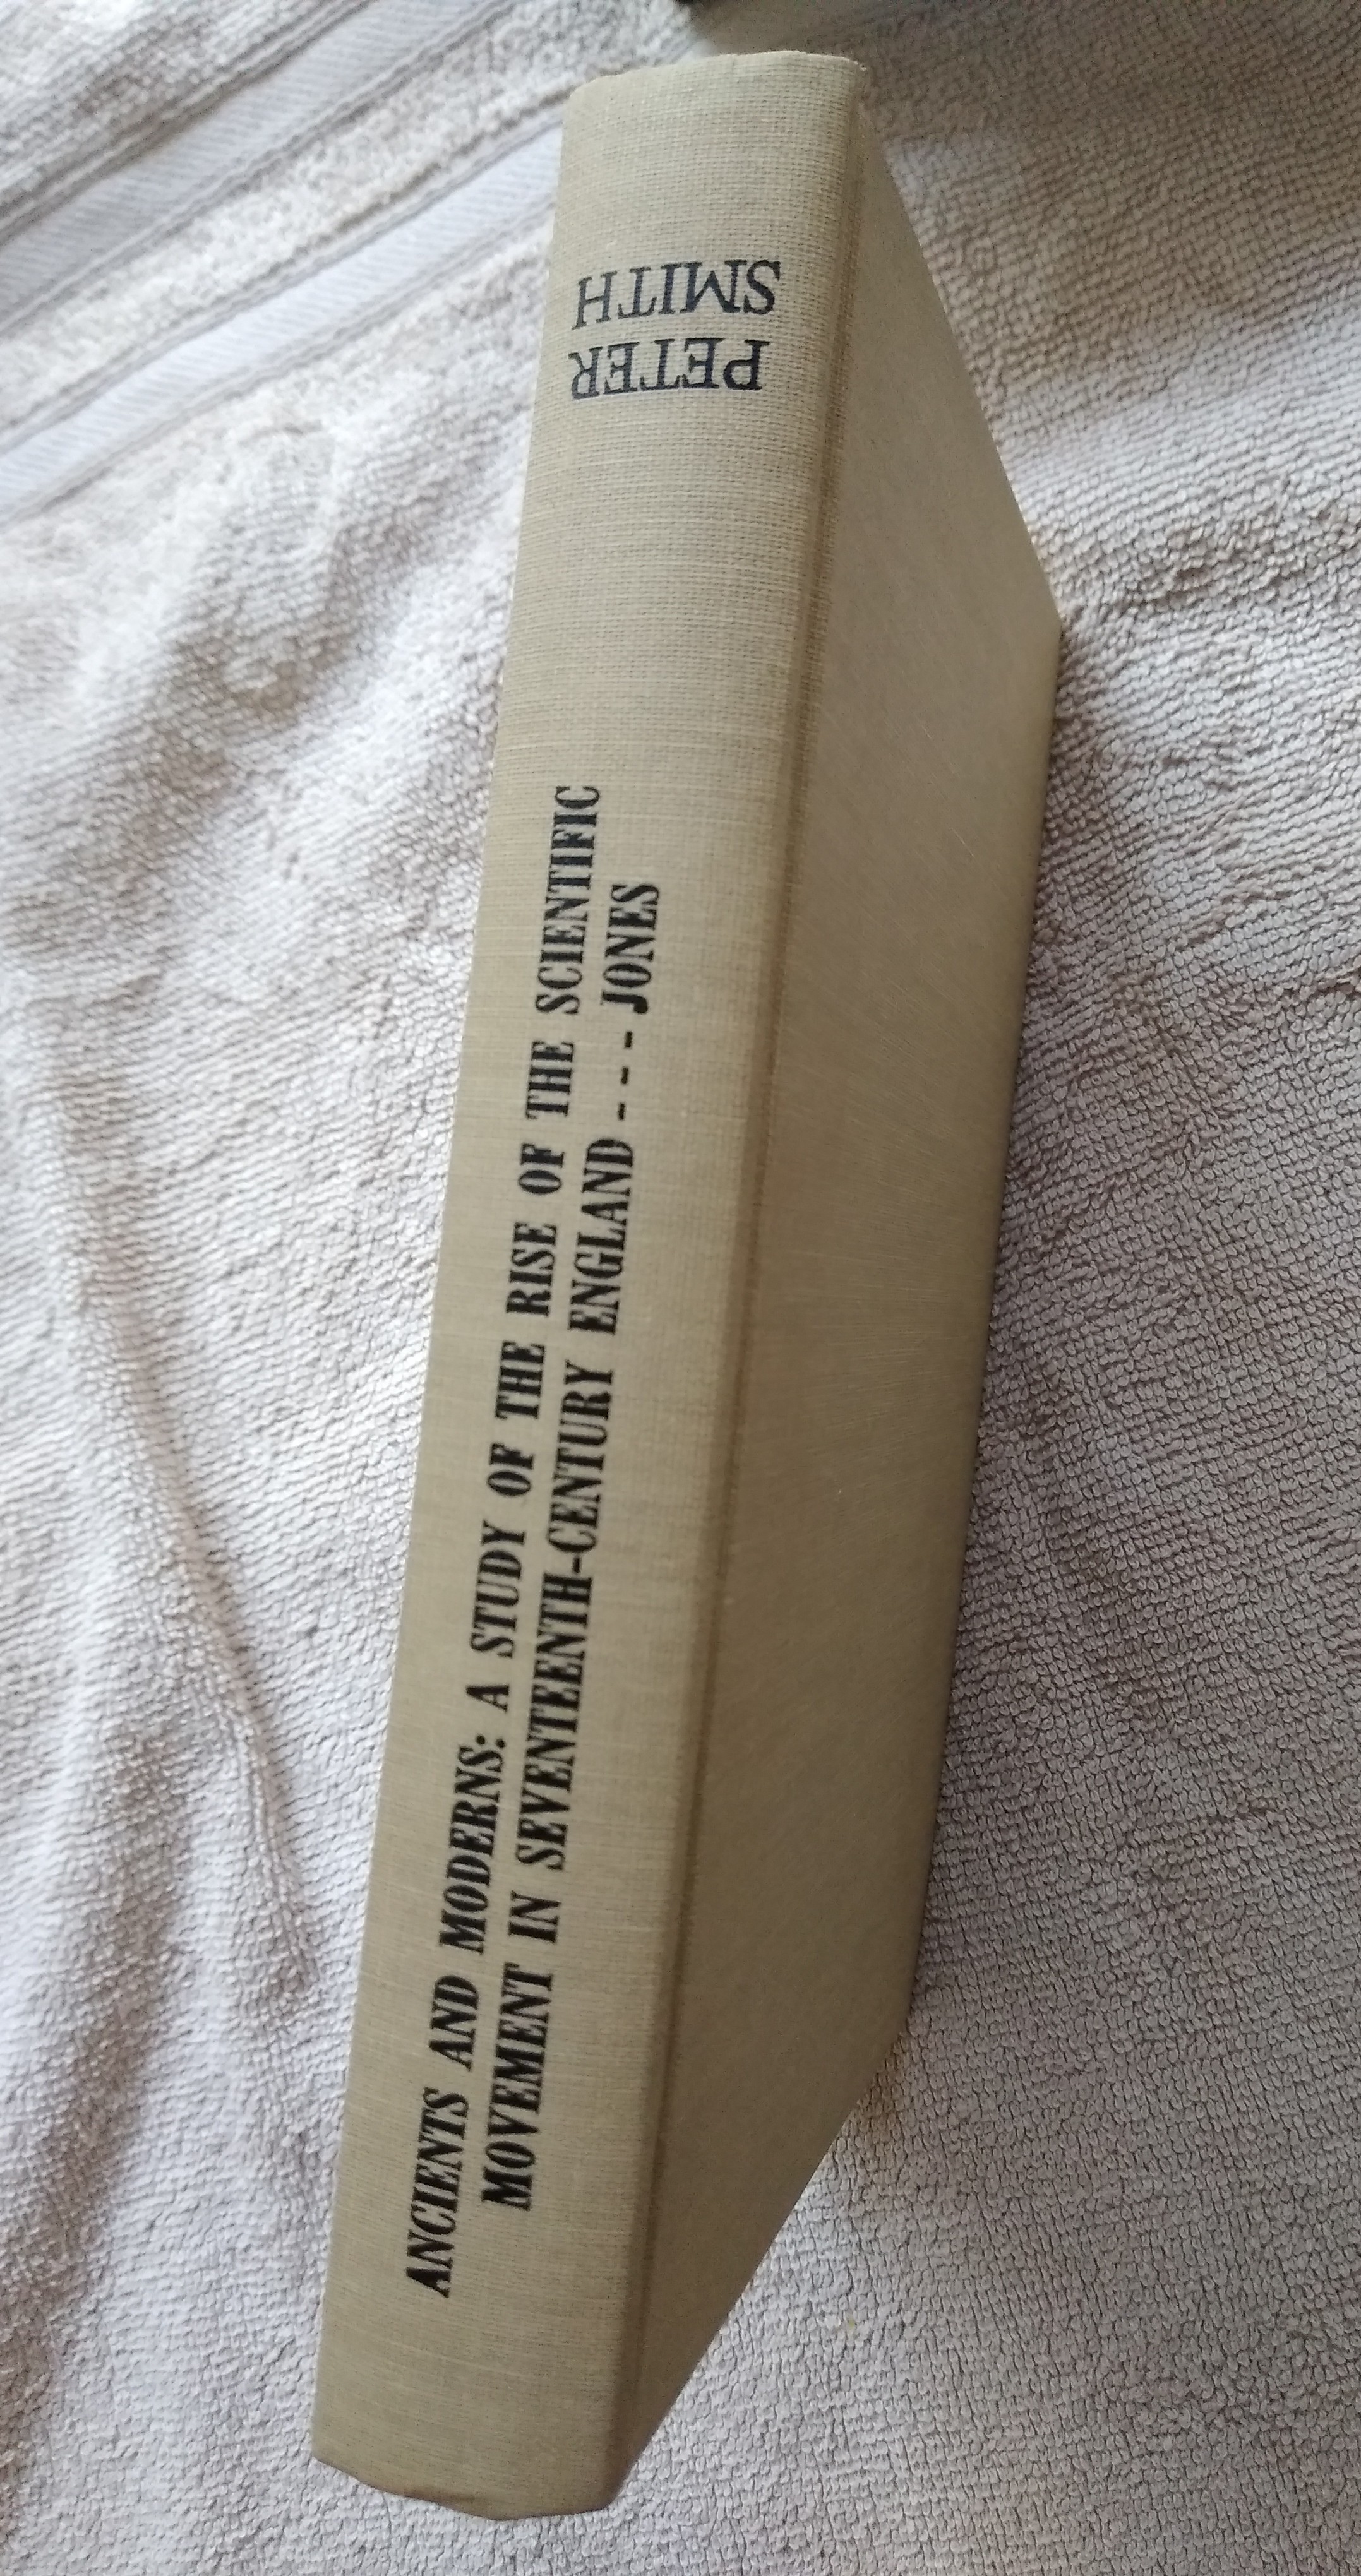 ANCIENTS AND MODERNS: A STUDY OF THE RISE OF THE SCIENTIFIC
MOVEMENT IN SEVENTEENTH-CENTURY ENGLAND - - - JONES
PETER
SMITH